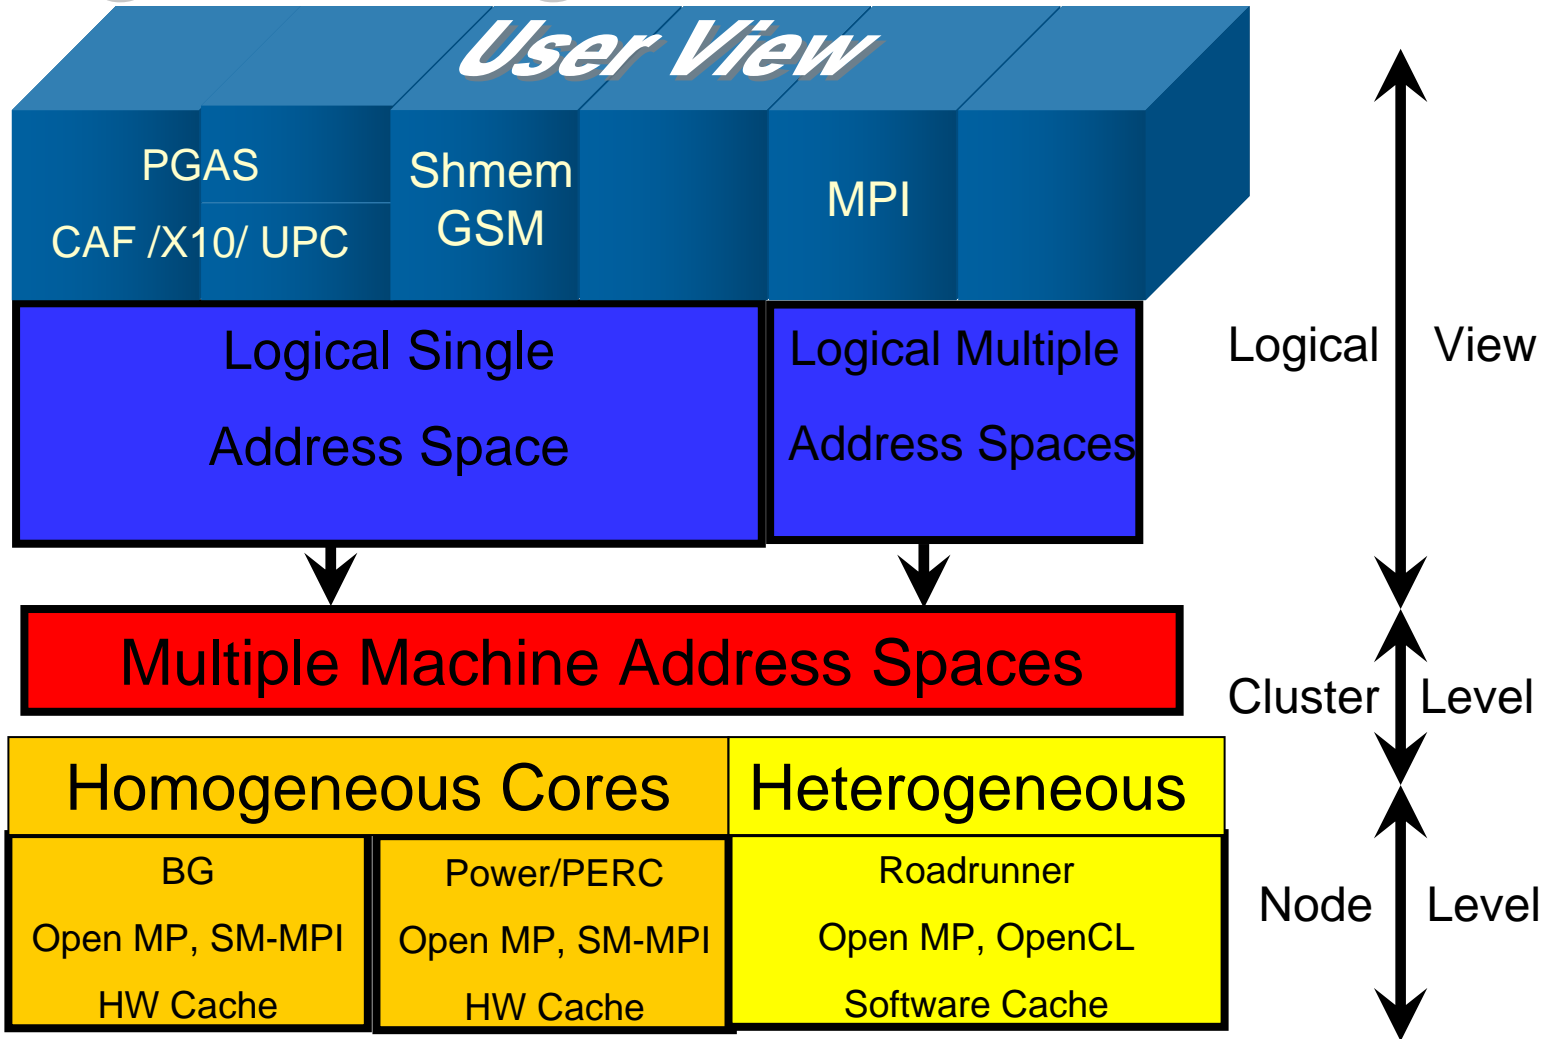 User View
PGAS
CAF /X10/ UPC
Shmem
GSM
MPI
Logical Single
Address Space
Logical Multiple
Address Spaces
Logical View
Multiple Machine Address Spaces
Cluster Level
Homogeneous Cores
Heterogeneous
BG
Open MP, SM-MPI
HW Cache
Power/PERC
Open MP, SM-MPI
HW Cache
Roadrunner
Open MP, OpenCL
Software Cache
Node Level